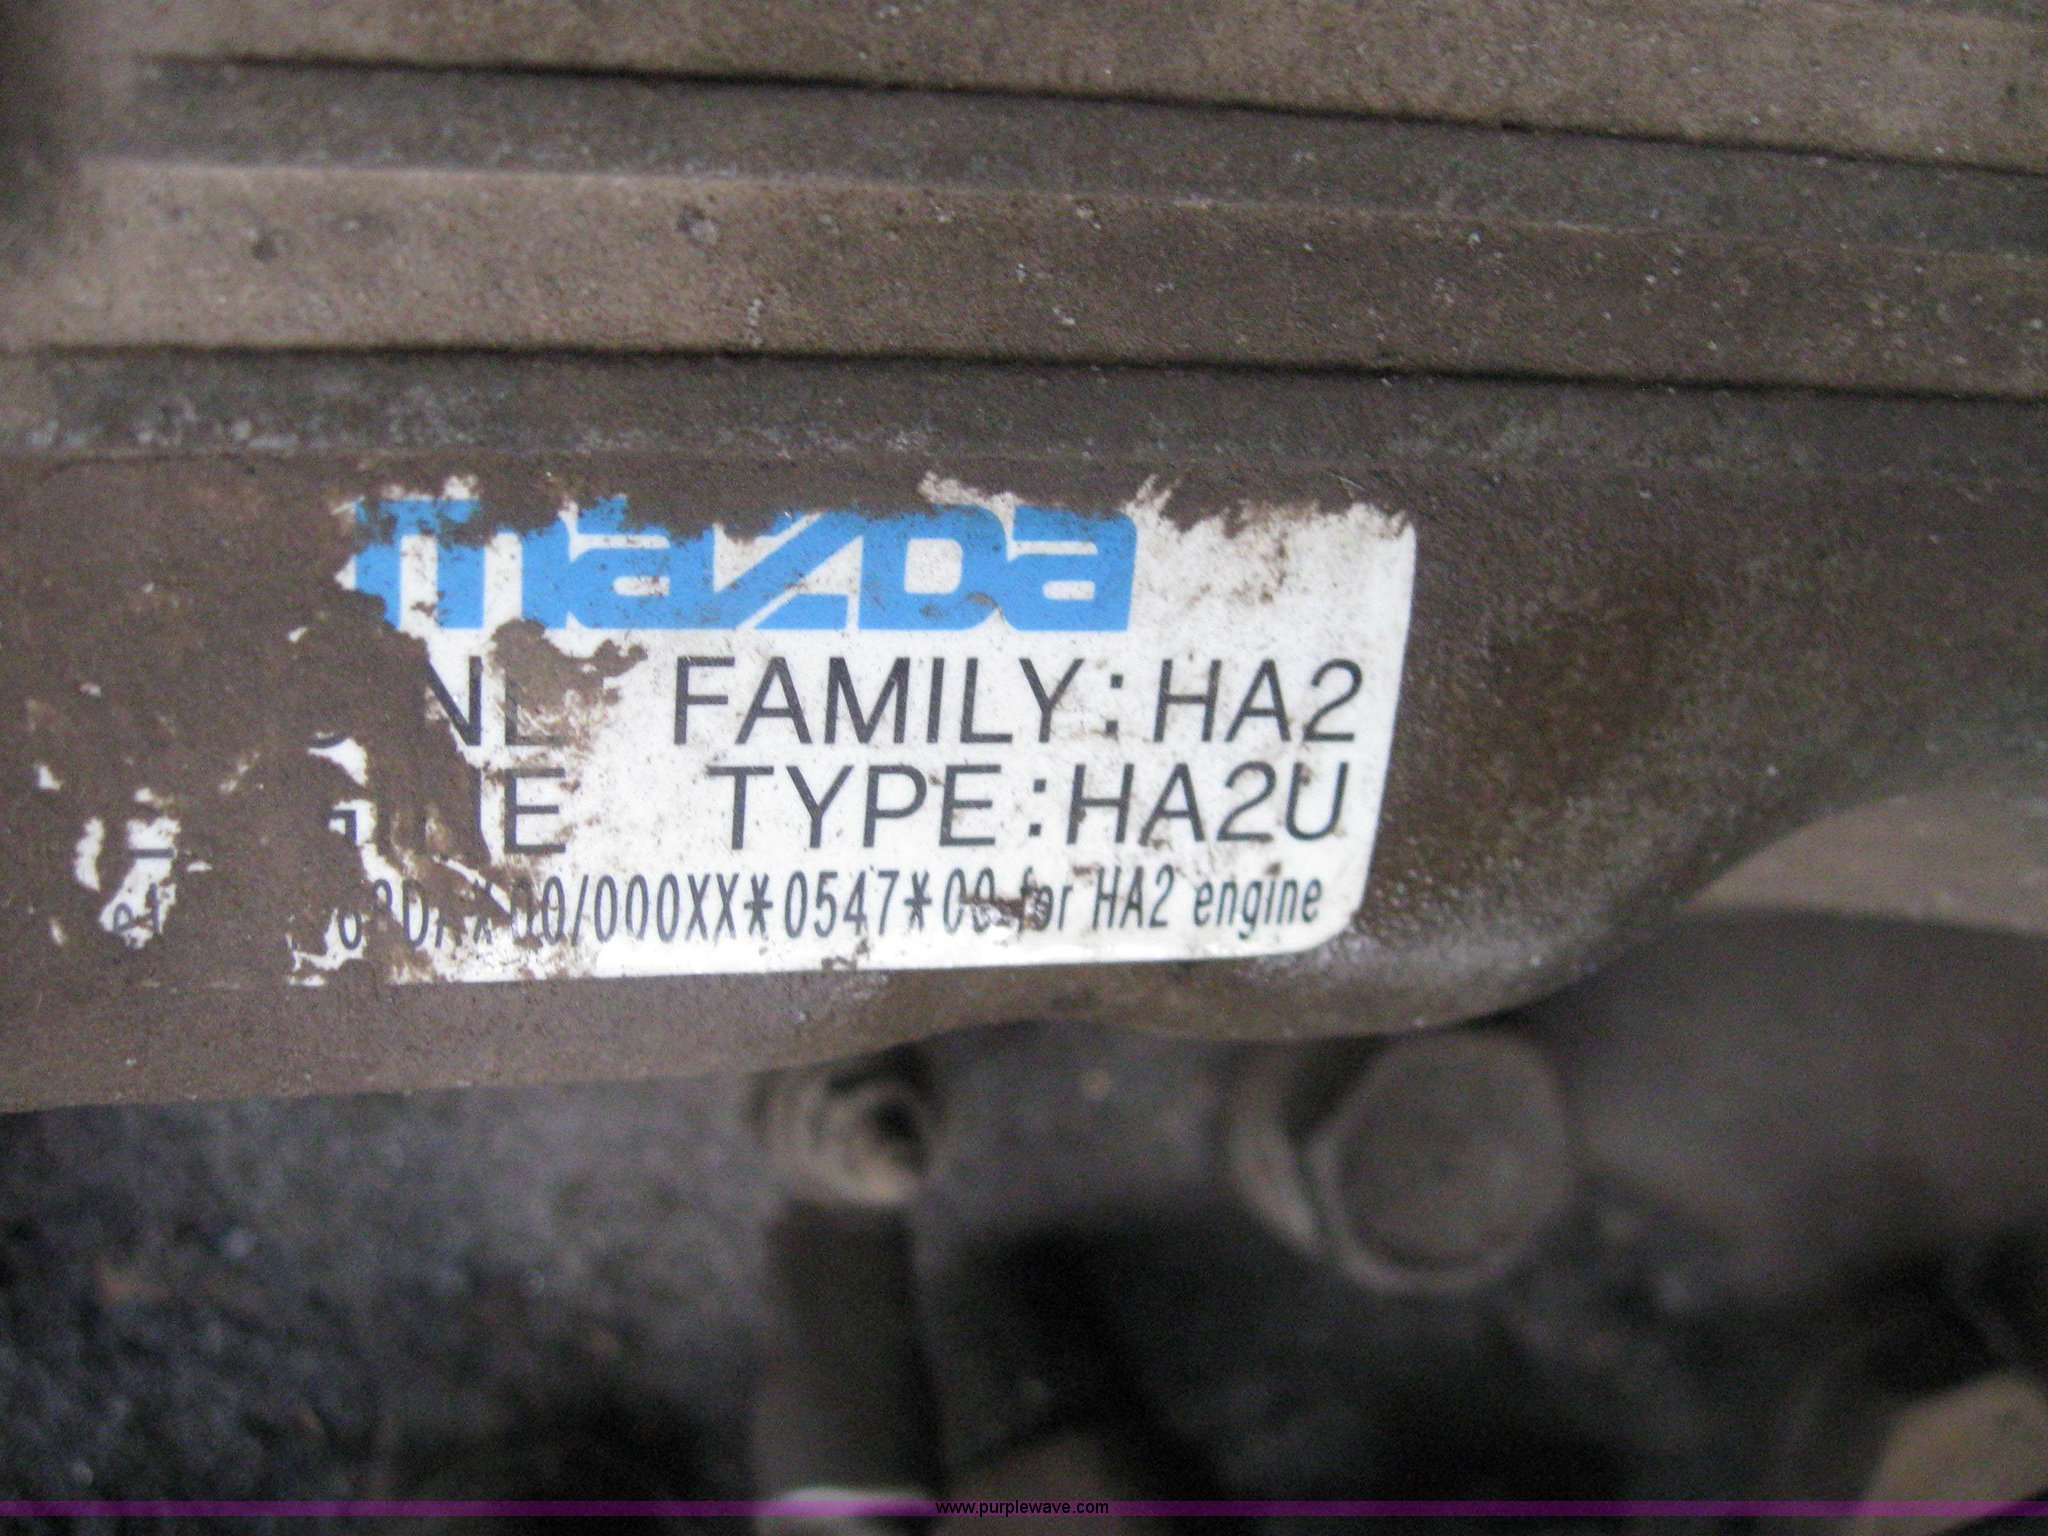 mazda
FAMILY:HA2
TYPE:HA2U
00/000XX*0547*00 for HA2 engine
www.purplewave.com